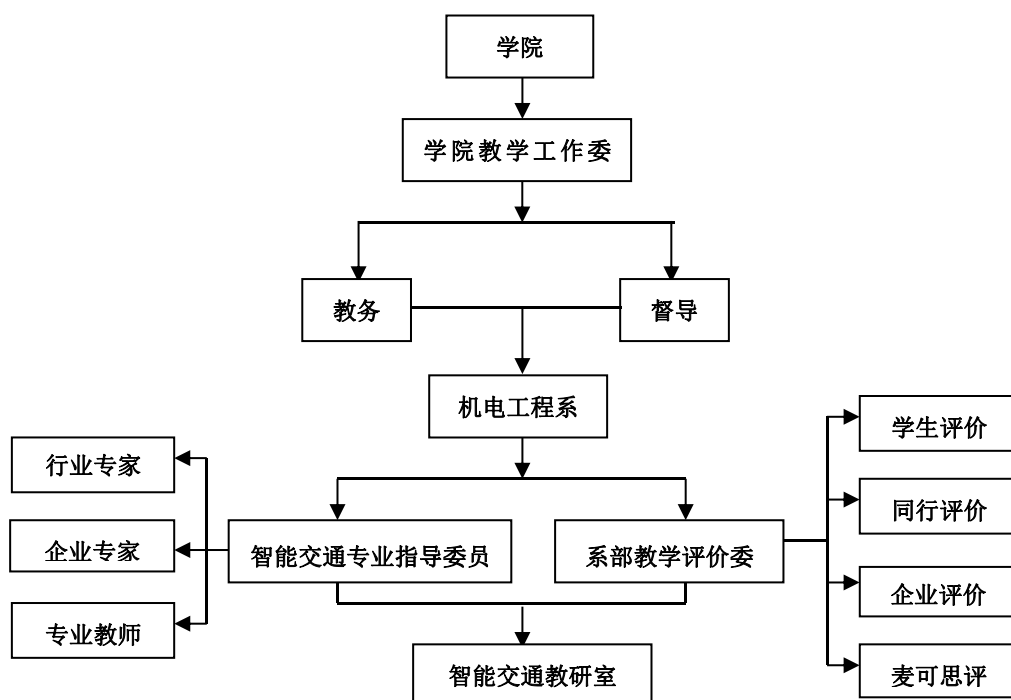 学院
学院教学工作委
教务
督导
机电工程系
学生评价
行业专家
同行评价
企业专家
智能交通专业指导委员
系部教学评价委
企业评价
专业教师
智能交通教研室
麦可思评